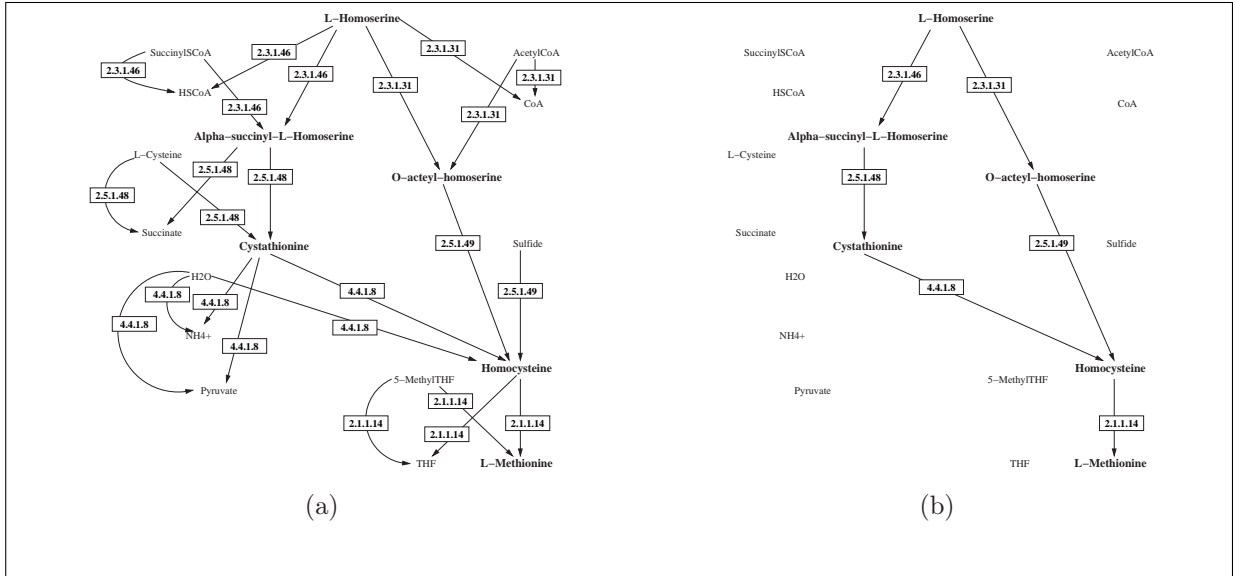 L−Homoserine
2.3.1.46
2.3.1.31
SuccinylSCoA
AcetylCoA
2.3.1.46
2.3.1.46
2.3.1.31
2.3.1.31
HSCoA
CoA
2.3.1.46
2.3.1.31
Alpha−succinyl−L−Homoserine
L−Cysteine
2.5.1.48
2.5.1.48
O−acteyl−homoserine
2.5.1.48
2.5.1.48
Succinate
Cystathionine
2.5.1.49
Sulfide
H2O
4.4.1.8
4.4.1.8
4.4.1.8
2.5.1.49
4.4.1.8
4.4.1.8
NH4+
4.4.1.8
Homocysteine
Pyruvate
5−MethylTHF
2.1.1.14
2.1.1.14
2.1.1.14
2.1.1.14
THF
L−Methionine
(a)
L−Homoserine
SuccinylSCoA
AcetylCoA
2.3.1.46
2.3.1.31
HSCoA
CoA
Alpha−succinyl−L−Homoserine
L−Cysteine
2.5.1.48
O−acteyl−homoserine
Succinate
Cystathionine
2.5.1.49
Sulfide
H2O
4.4.1.8
NH4+
Homocysteine
5−MethylTHF
Pyruvate
2.1.1.14
THF
L−Methionine
(b)